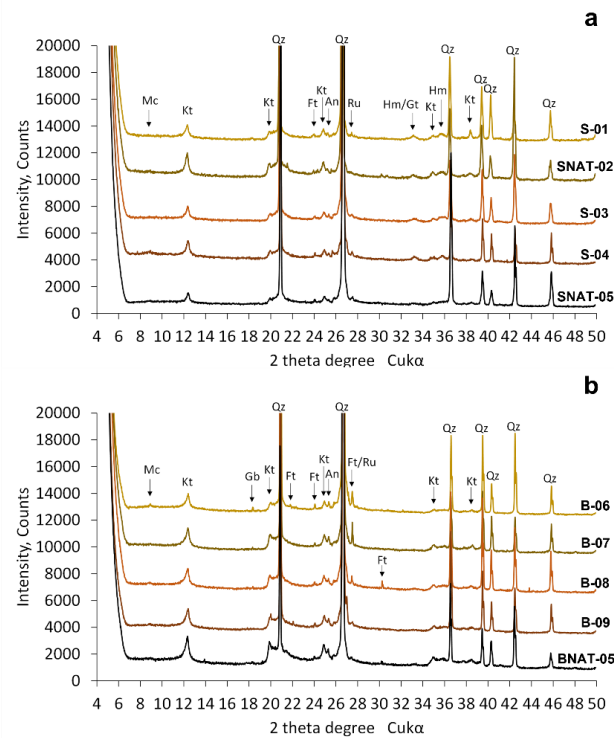 a
20000
18000
16000
14000
12000
10000
8000
6000
4000
2000
0
Intensity, Counts
Mc
Kt
Kt
Qz
Ft
Kt
An
Qz
Ru
Hm/Gt
Kt
Hm
Qz
Kt
Qz
Qz
Qz
Qz
S-01
SNAT-02
S-03
S-04
SNAT-05
4 6 8 10 12 14 16 18 20 22 24 26 28 30 32 34 36 38 40 42 44 46 48 50
2 theta degree Cukα
b
20000
18000
16000
14000
12000
10000
8000
6000
4000
2000
0
Intensity, Counts
Mc
Kt
Gb
Kt
Qz
Ft
Ft
Kt
An
Qz
Ft/Ru
Ft
Kt
Qz
Kt
Qz
Qz
Qz
Qz
B-06
B-07
B-08
B-09
BNAT-05
4 6 8 10 12 14 16 18 20 22 24 26 28 30 32 34 36 38 40 42 44 46 48 50
2 theta degree Cukα